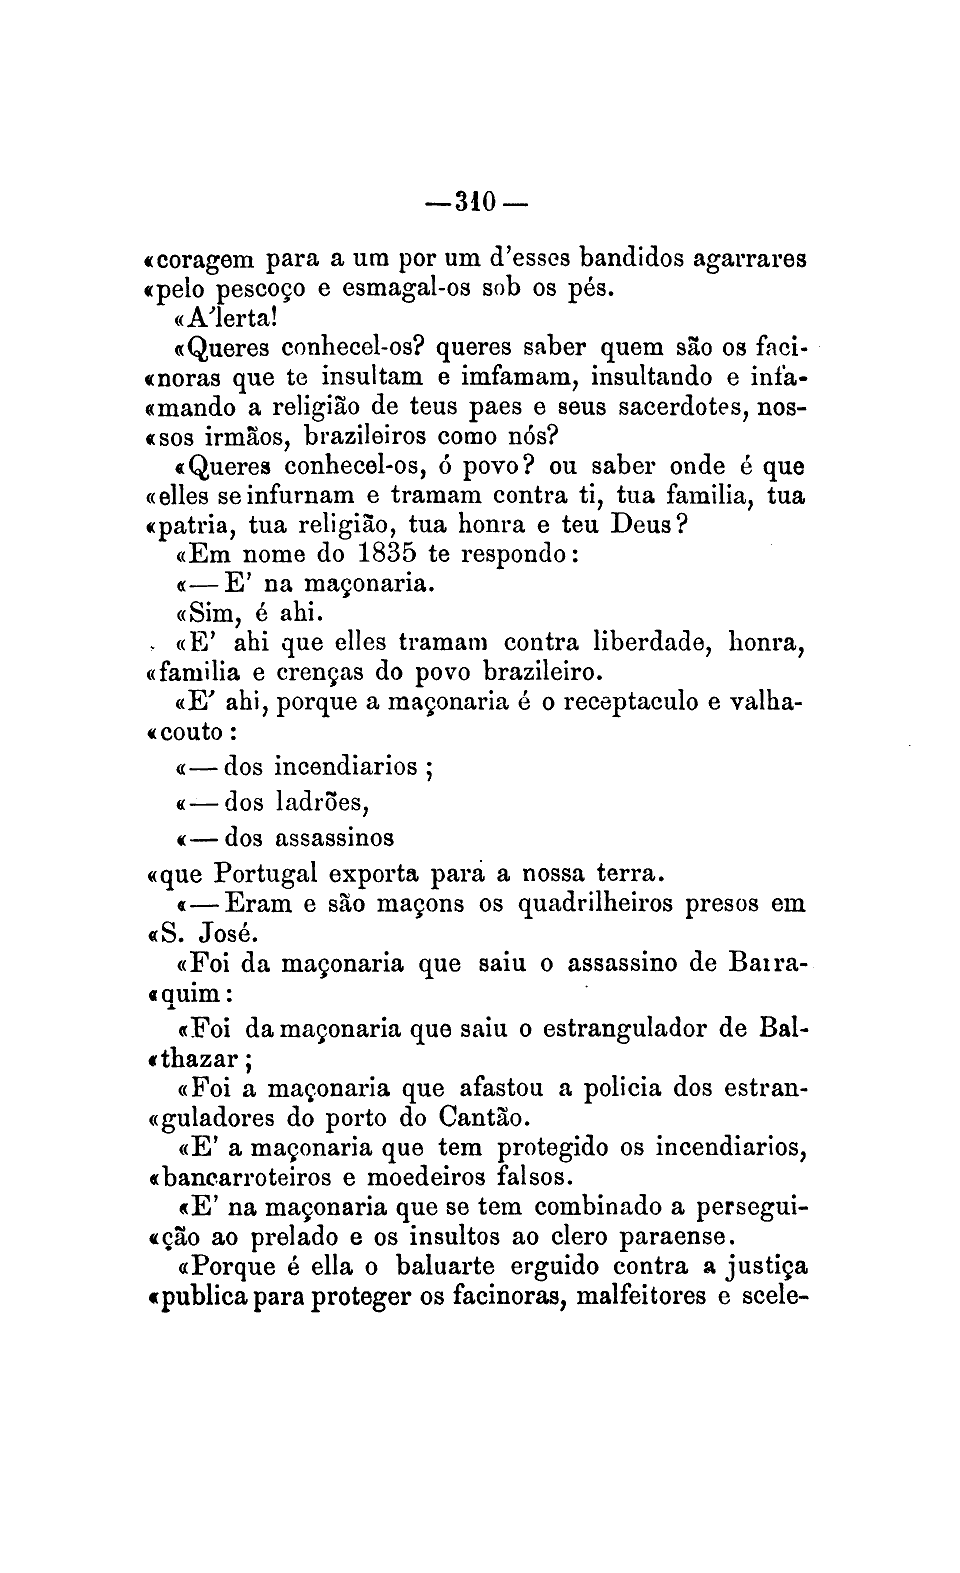 —310—
«coragem para a um por um d'esses bandidos agarrares
«pelo pescoço e esmagal-os sob os pés.
«A'lerta!
«Queres conhecel-os? queres saber quem são os faci-
«noras que te insultam e imfamam, insultando e infa-
«mando a religião de teus paes e seus sacerdotes, nos-
«sos irmãos, brazileiros como nós?
«Queres conhecel-os, ó povo? ou saber onde é que
«elles se infurnam e tramam contra ti, tua familia, tua
«patria, tua religião, tua honra e teu Deus?
«Em nome do 1835 te respondo:
«— E' na maçonaria.
«Sim, é ahi.
«E' ahi que elles tramam contra liberdade, honra,
«familia e crenças do povo brazileiro.
«E' ahi, porque a maçonaria é o receptaculo e valha-
«couto:
«— dos incendiarios;
«— dos ladrões,
«— dos assassinos
«que Portugal exporta para a nossa terra.
«— Eram e são maçons os quadrilheiros presos em
«S. José.
«Foi da maçonaria que saiu o assassino de Barra-
«quim:
«Foi da maçonaria que saiu o estrangulador de Bal-
«thazar;
«Foi a maçonaria que afastou a policia dos estran-
«guladores do porto do Cantão.
«E' a maçonaria que tem protegido os incendiarios,
«bancarroteiros e moedeiros falsos.
«E' na maçonaria que se tem combinado a persegui-
«ção ao prelado e os insultos ao clero paraense.
«Porque é ella o baluarte erguido contra a justiça
«publica para proteger os facinoras, malfeitores e scele-